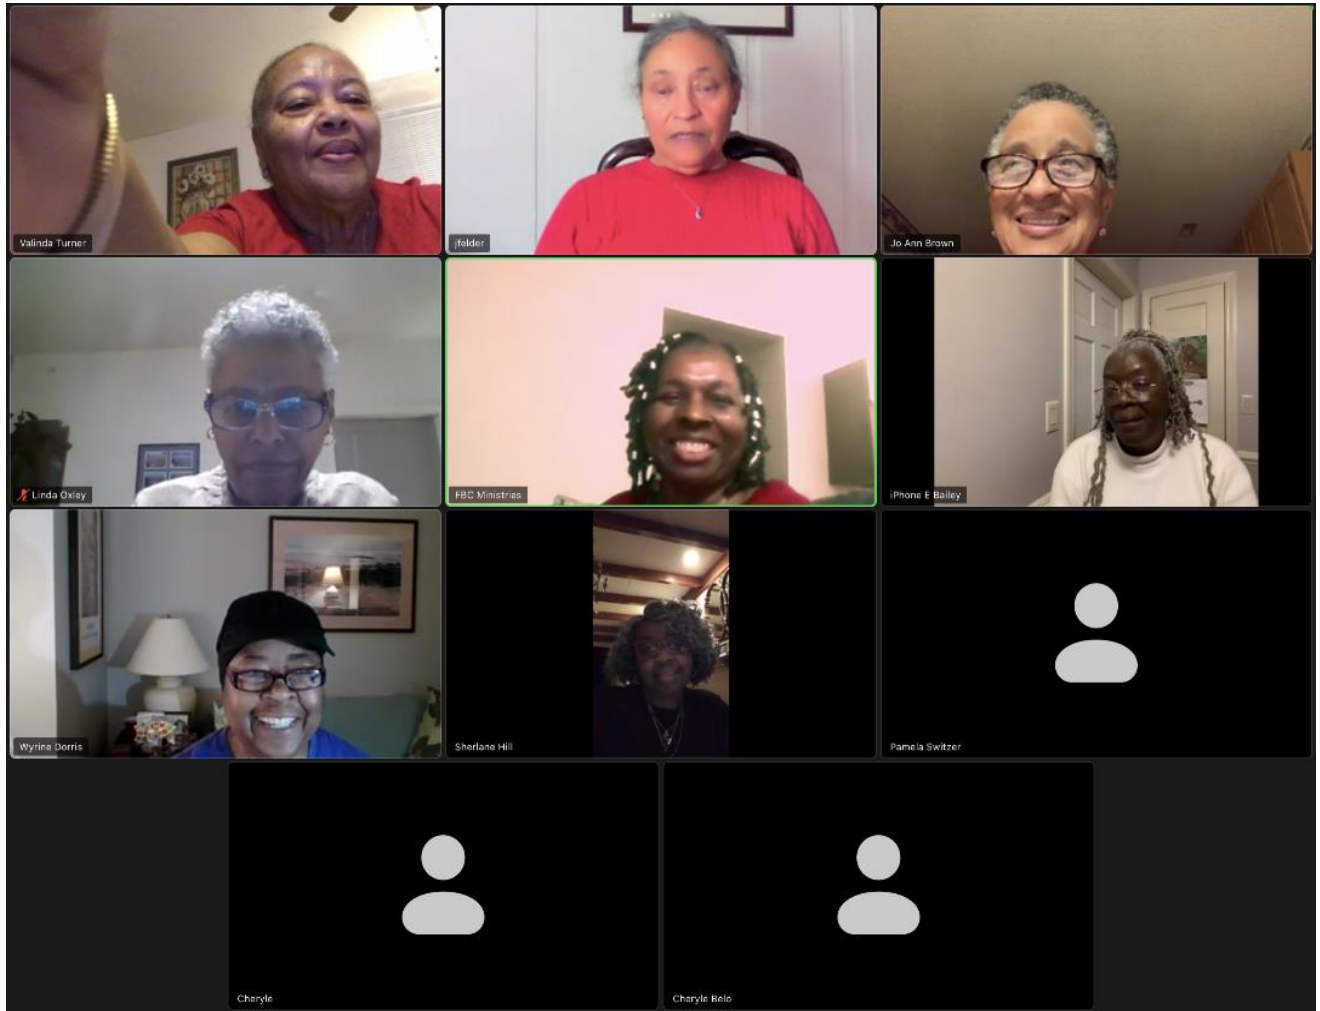 Valinda Turner
jfelder
Jo Ann Brown
Linda Oxley
FBC Ministries
iPhone E Bailey
Wyrine Dorris
Sherlane Hill
Pamela Switzer
Cheryle
Cheryle Belo